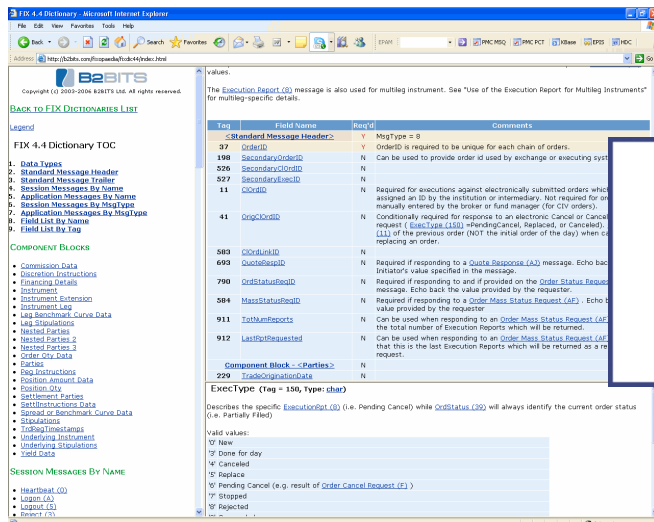 FIX 4.4 Dictionary - Microsoft Internet Explorer
File Edit View Favorites Tools Help
Back Search Favorites EPAM PMC MSQ PMC PCT KBase EPIS HDC
Address http://b2bits.com/fixopaedia/fixdic44/index.html Go
B2BITS
Copyright (c) 2003-2006 B2BITS Ltd. All rights reserved.
BACK TO FIX DICTIONARIES LIST
Legend
FIX 4.4 Dictionary TOC
1. Data Types
2. Standard Message Header
3. Standard Message Trailer
4. Session Messages By Name
5. Application Messages By Name
6. Session Messages By MsgType
7. Application Messages By MsgType
8. Field List By Name
9. Field List By Tag
COMPONENT BLOCKS
• Commission Data
• Discretion Instructions
• Financing Details
• Instrument
• Instrument Extension
• Instrument Leg
• Leg Benchmark Curve Data
• Leg Stipulations
• Nested Parties
• Nested Parties 2
• Nested Parties 3
• Order Qty Data
• Parties
• Peg Instructions
• Position Amount Data
• Position Qty
• Settlement Parties
• SettlInstructions Data
• Spread or Benchmark Curve Data
• Stipulations
• TrdRegTimestamps
• Underlying Instrument
• Underlying Stipulations
• Yield Data
SESSION MESSAGES BY NAME
• Heartbeat (0)
• Logon (A)
• Logout (5)
• Reject (3)
values.
The Execution Report (8) message is also used for multileg instrument. See "Use of the Execution Report for Multileg Instruments"
for multileg-specific details.
Tag Field Name Req'd Comments
<Standard Message Header> Y MsgType = 8
37 OrderID Y OrderID is required to be unique for each chain of orders.
198 SecondaryOrderID N Can be used to provide order id used by exchange or executing syst
526 SecondaryClOrdID N
527 SecondaryExecID N
11 ClOrdID N Required for executions against electronically submitted orders whic
assigned an ID by the institution or intermediary. Not required for or
manually entered by the broker or fund manager (for CIV orders).
41 OrigClOrdID N Conditionally required for response to an electronic Cancel or Cancel
request ( ExecType (150) =PendingCancel, Replaced, or Canceled).
(11) of the previous order (NOT the initial order of the day) when ca
replacing an order.
583 ClOrdLinkID N
693 QuoteRespID N Required if responding to a Quote Response (AJ) message. Echo bac
Initiator's value specified in the message.
790 OrdStatusReqID N Required if responding to and if provided on the Order Status Reques
message. Echo back the value provided by the requester.
584 MassStatusReqID N Required if responding to a Order Mass Status Request (AF) . Echo b
value provided by the requester
911 TotNumReports N Can be used when responding to an Order Mass Status Request (AF
the total number of Execution Reports which will be returned.
912 LastRptRequested N Can be used when responding to an Order Mass Status Request (AF
that this is the last Execution Reports which will be returned as a re
request.
Component Block - <Parties> N
229 TradeOriginationDate N
ExecType (Tag = 150, Type: char)
Describes the specific ExecutionRpt (8) (i.e. Pending Cancel) while OrdStatus (39) will always identify the current order status
(i.e. Partially Filled)
Valid values:
'0' New
'3' Done for day
'4' Canceled
'5' Replace
'6' Pending Cancel (e.g. result of Order Cancel Request (F) )
'7' Stopped
'8' Rejected